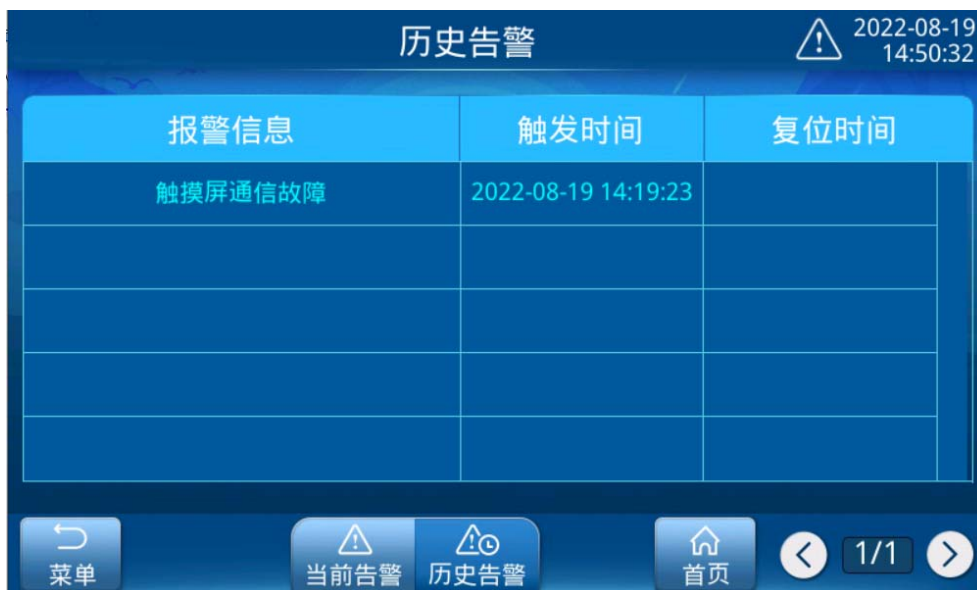 历史告警
2022-08-19
14:50:32
报警信息 触发时间 复位时间
触摸屏通信故障 2022-08-19 14:19:23
菜单 当前告警 历史告警 首页 1/1